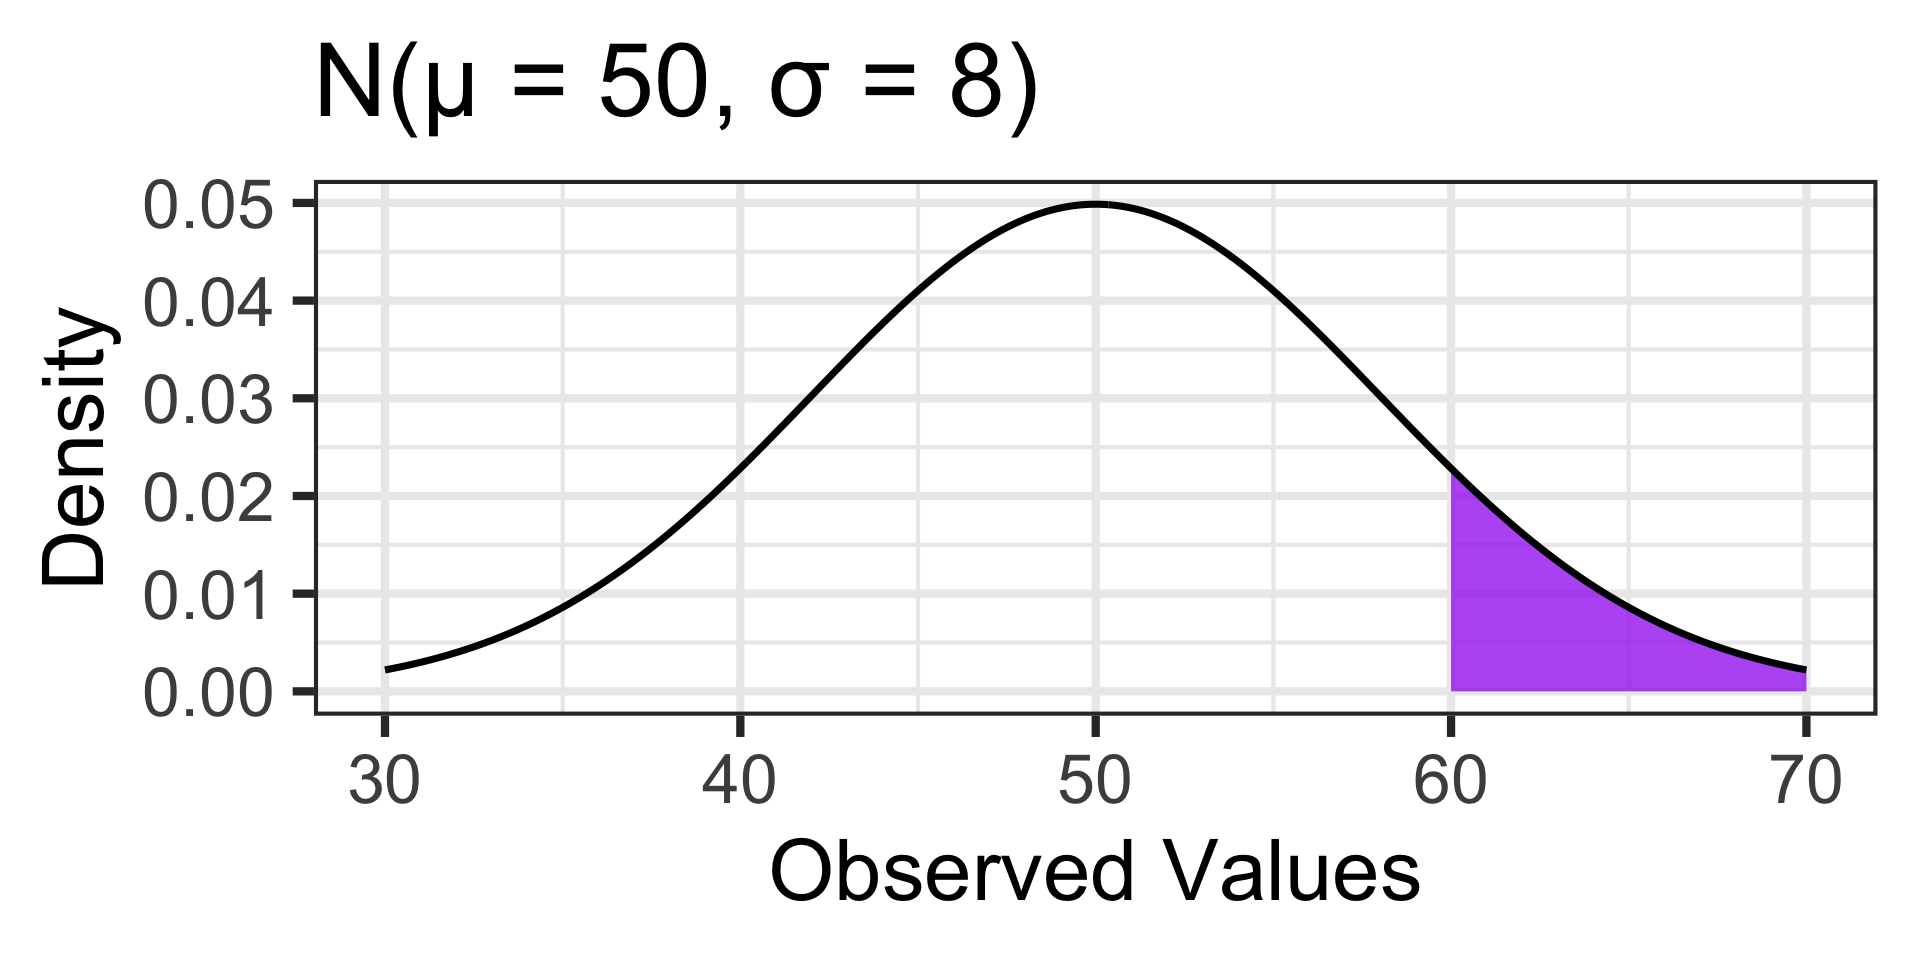 N(μ = 50, σ = 8)
0.05
0.04
0.03
0.02
0.01
0.00
Density
30 40 50 60 70
Observed Values